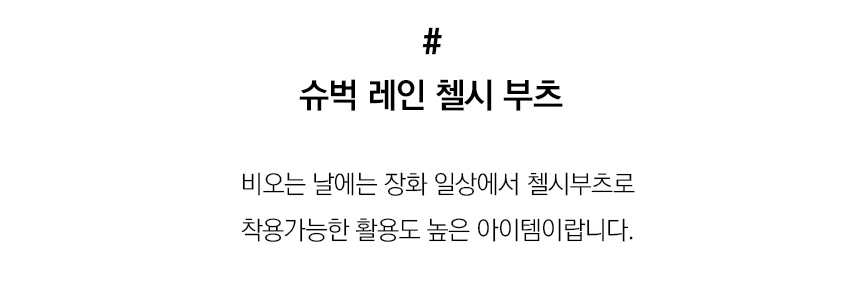 #
슈벅 레인 첼시 부츠
비오는 날에는 장화 일상에서 첼시부츠로
착용가능한 활용도 높은 아이템이랍니다.